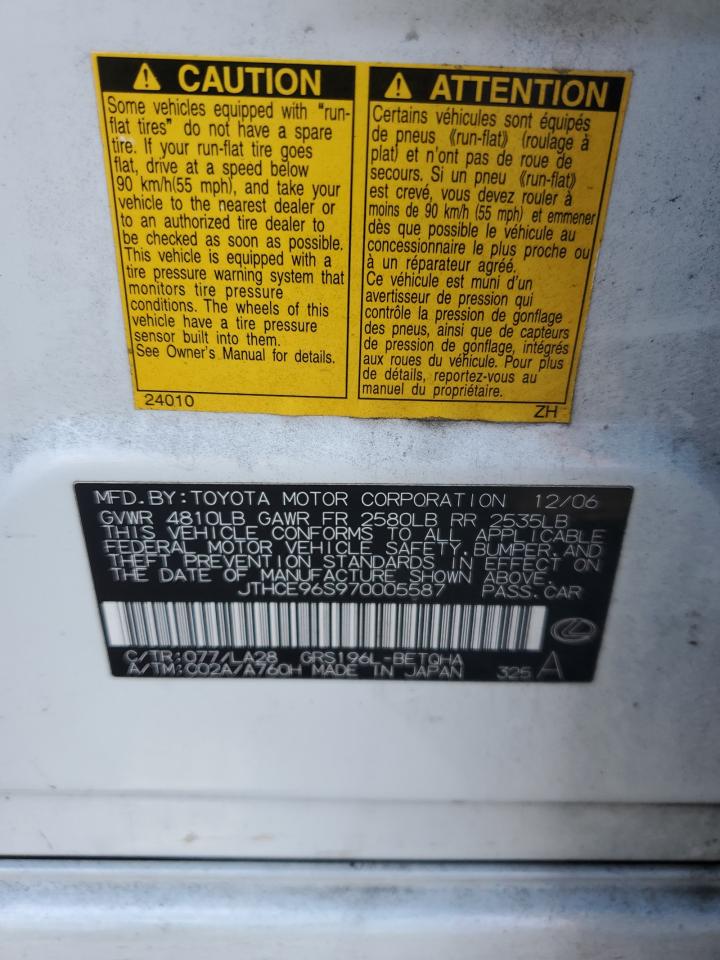 CAUTION
Some vehicles equipped with "run-
flat tires" do not have a spare
tire. If your run-flat tire goes
flat, drive at a speed below
90 km/h(55 mph), and take your
vehicle to the nearest dealer or
to an authorized tire dealer to
be checked as soon as possible.
This vehicle is equipped with a
tire pressure warning system that
monitors tire pressure
conditions. The wheels of this
vehicle have a tire pressure
sensor built into them.
See Owner's Manual for details.
24010
ATTENTION
Certains véhicules sont équipés
de pneus 《run-flat》 (roulage à
plat) et n'ont pas de roue de
secours. Si un pneu 《run-flat》
est crevé, vous devez rouler à
moins de 90 km/h (55 mph) et emmener
dès que possible le véhicule au
concessionnaire le plus proche ou
à un réparateur agréé.
Ce véhicule est muni d'un
avertisseur de pression qui
contrôle la pression de gonflage
des pneus, ainsi que de capteurs
de pression de gonflage, intégrés
aux roues du véhicule. Pour plus
de détails, reportez-vous au
manuel du propriétaire.
ZH
MFD.BY:TOYOTA MOTOR CORPORATION 12/06
GVWR 4810LB GAWR FR 2580LB RR 2535LB
THIS VEHICLE CONFORMS TO ALL APPLICABLE
FEDERAL MOTOR VEHICLE SAFETY,BUMPER,AND
THEFT PREVENTION STANDARDS IN EFFECT ON
THE DATE OF MANUFACTURE SHOWN ABOVE.
JTHCE96S970005587 PASS.CAR
C/TR:077/LA28 GRS196L-BETQHA
A/TM:C02A/A760H MADE IN JAPAN 325 A